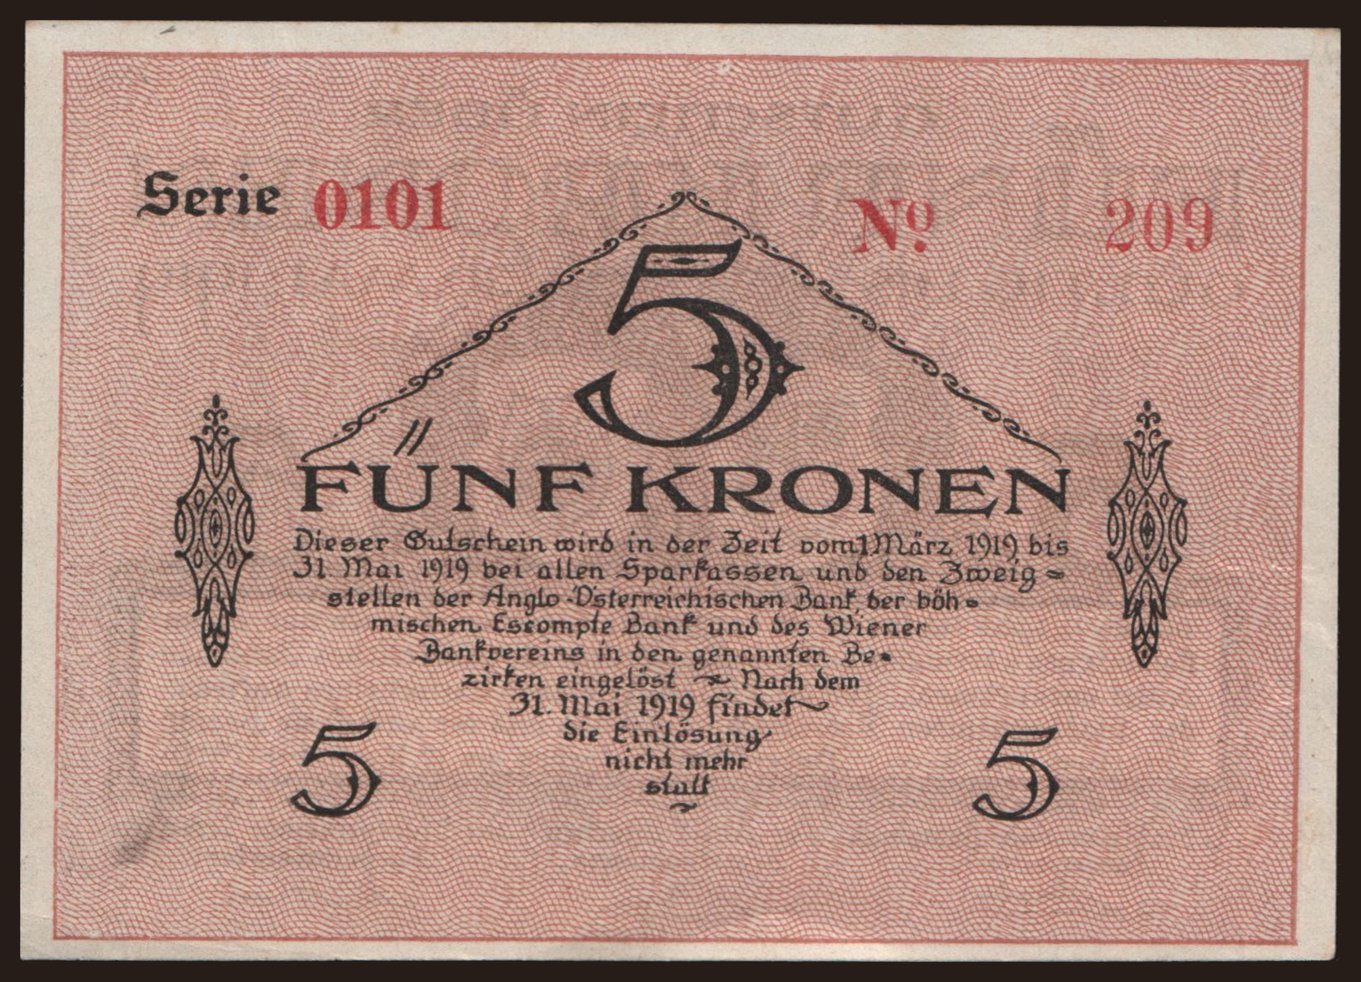 Serie 0101 No. 209
5
FÜNF KRONEN
Dieser Gutschein wird in der Zeit vom 1. März 1919 bis
31. Mai 1919 bei allen Sparkassen und den Zweig=
stellen der Anglo-Österreichischen Bank, der böh=
mischen Escompte Bank und des Wiener
Bankvereins in den genannten Be=
zirken eingelöst ~ Nach dem
31. Mai 1919 findet
die Einlösung
nicht mehr
statt
5 5